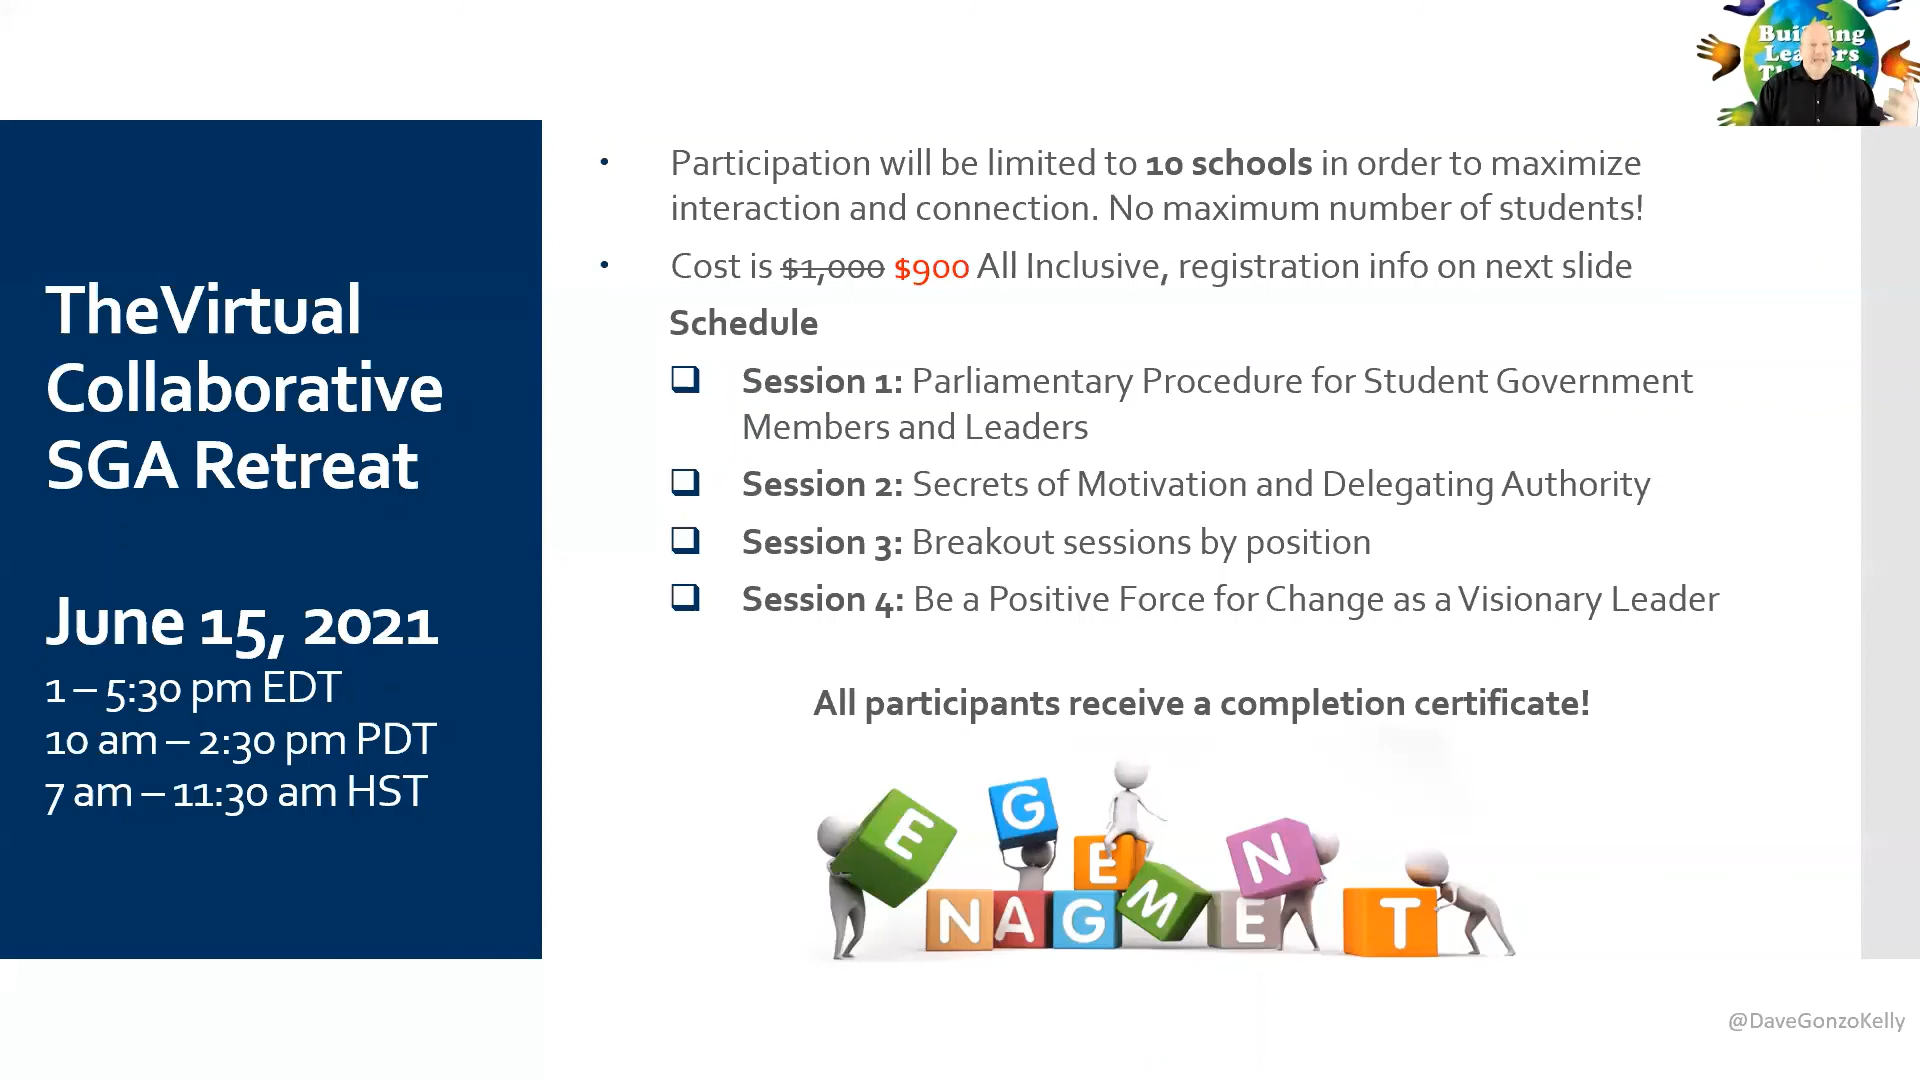 Building
Leaders
Through
TheVirtual
Collaborative
SGA Retreat
June 15, 2021
1 – 5:30 pm EDT
10 am – 2:30 pm PDT
7 am – 11:30 am HST
• Participation will be limited to 10 schools in order to maximize
interaction and connection. No maximum number of students!
• Cost is $1,000 $900 All Inclusive, registration info on next slide
Schedule
❑ Session 1: Parliamentary Procedure for Student Government
Members and Leaders
❑ Session 2: Secrets of Motivation and Delegating Authority
❑ Session 3: Breakout sessions by position
❑ Session 4: Be a Positive Force for Change as a Visionary Leader
All participants receive a completion certificate!
E G E N
N A G M E T
@DaveGonzoKelly